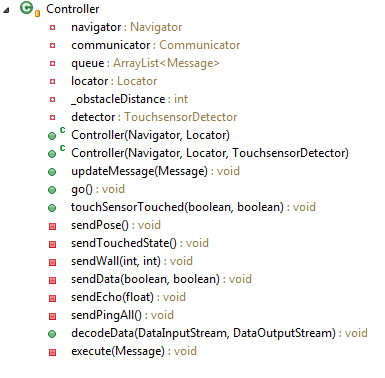 Controller
navigator : Navigator
communicator : Communicator
queue : ArrayList<Message>
locator : Locator
_obstacleDistance : int
detector : TouchsensorDetector
C Controller(Navigator, Locator)
C Controller(Navigator, Locator, TouchsensorDetector)
updateMessage(Message) : void
go() : void
touchSensorTouched(boolean, boolean) : void
sendPose() : void
sendTouchedState() : void
sendWall(int, int) : void
sendData(boolean, boolean) : void
sendEcho(float) : void
sendPingAll() : void
decodeData(DataInputStream, DataOutputStream) : void
execute(Message) : void